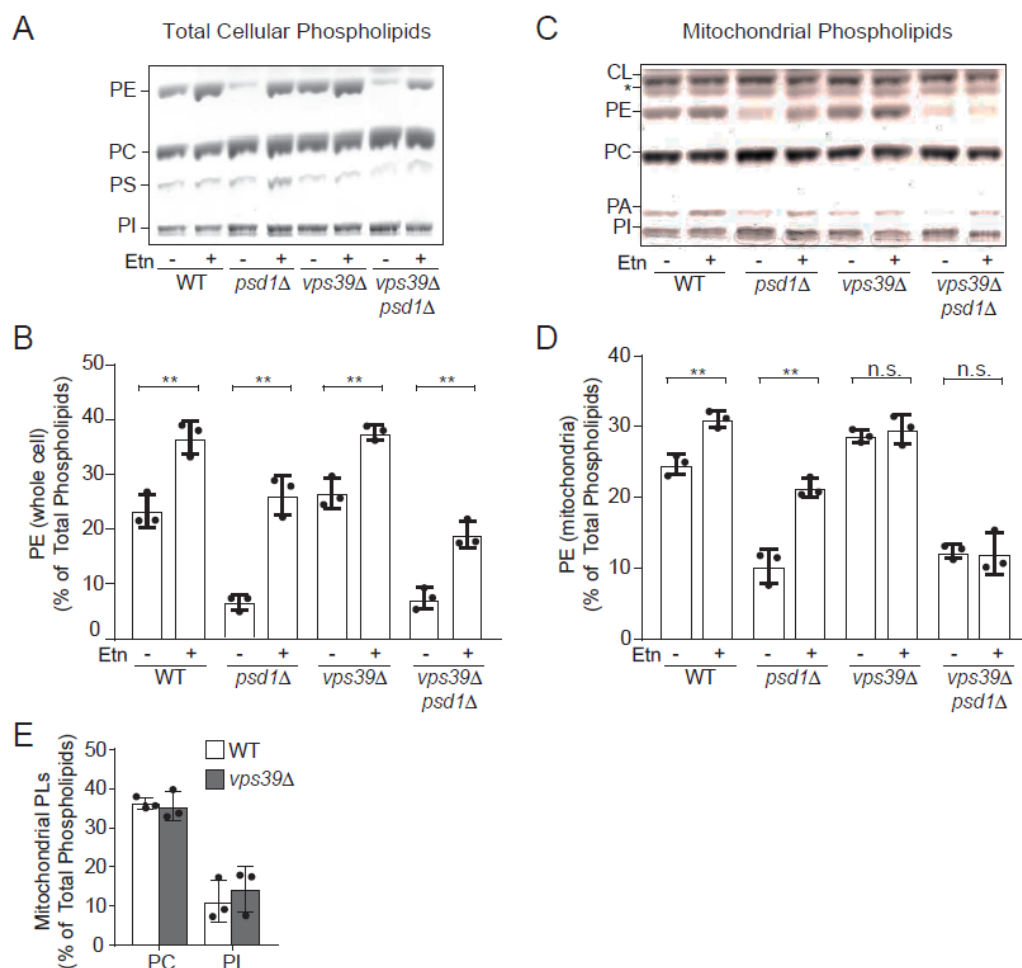 A
Total Cellular Phospholipids
PE
PC
PS
PI
Etn - + - + - + - +
WT psd1Δ vps39Δ vps39Δ
psd1Δ
C
Mitochondrial Phospholipids
CL
*
PE
PC
PA
PI
Etn - + - + - + - +
WT psd1Δ vps39Δ vps39Δ
psd1Δ
B
PE (whole cell)
(% of Total Phospholipids)
50
40
30
20
10
0
** ** ** **
Etn - + - + - + - +
WT psd1Δ vps39Δ vps39Δ
psd1Δ
D
PE (mitochondria)
(% of Total Phospholipids)
40
30
20
10
0
** ** n.s. n.s.
Etn - + - + - + - +
WT psd1Δ vps39Δ vps39Δ
psd1Δ
E
Mitochondrial PLs
(% of Total Phospholipids)
50
40
30
20
10
0
WT
vps39Δ
PC PI